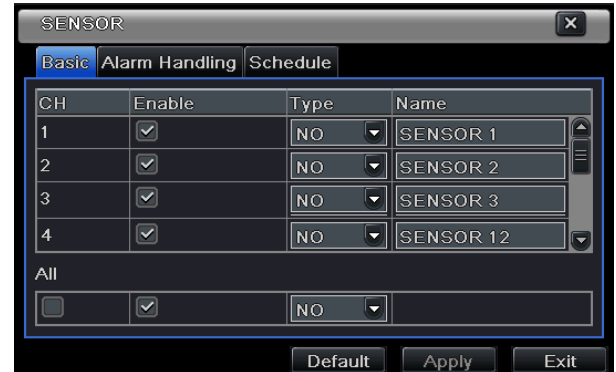 SENSOR
Basic Alarm Handling Schedule
CH Enable Type Name
1 NO SENSOR 1
2 NO SENSOR 2
3 NO SENSOR 3
4 NO SENSOR 12
All
NO
Default Apply Exit